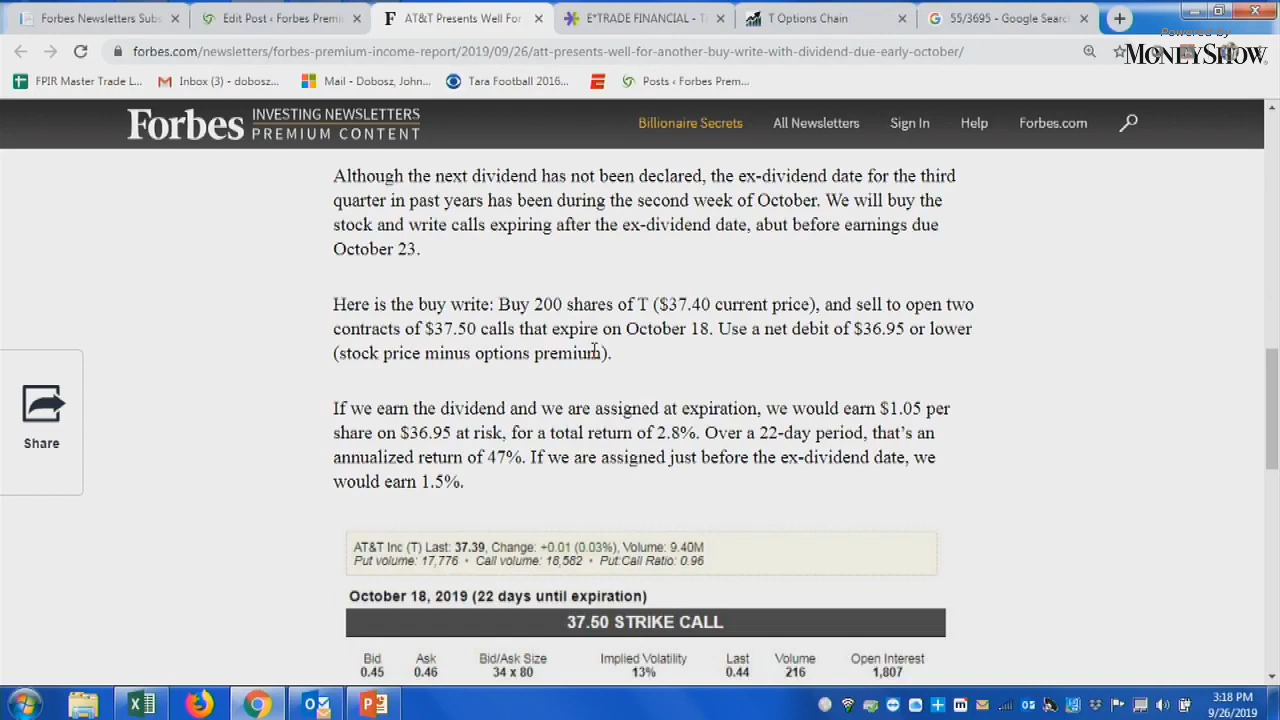 Forbes Newsletters Subs
Edit Post ‹ Forbes Premi
AT&T Presents Well For
E*TRADE FINANCIAL - T
T Options Chain
55/3695 - Google Searc
Powered by
MONEYSHOW
forbes.com/newsletters/forbes-premium-income-report/2019/09/26/att-presents-well-for-another-buy-write-with-dividend-due-early-october/
FPIR Master Trade L...
Inbox (3) - dobosz...
Mail - Dobosz, John...
Tara Football 2016...
Posts ‹ Forbes Prem...
Forbes
INVESTING NEWSLETTERS
PREMIUM CONTENT
Billionaire Secrets
All Newsletters
Sign In
Help
Forbes.com
Although the next dividend has not been declared, the ex-dividend date for the third
quarter in past years has been during the second week of October. We will buy the
stock and write calls expiring after the ex-dividend date, abut before earnings due
October 23.
Here is the buy write: Buy 200 shares of T ($37.40 current price), and sell to open two
contracts of $37.50 calls that expire on October 18. Use a net debit of $36.95 or lower
(stock price minus options premium).
If we earn the dividend and we are assigned at expiration, we would earn $1.05 per
share on $36.95 at risk, for a total return of 2.8%. Over a 22-day period, that's an
annualized return of 47%. If we are assigned just before the ex-dividend date, we
would earn 1.5%.
Share
AT&T Inc (T) Last: 37.39, Change: +0.01 (0.03%), Volume: 9.40M
Put volume: 17,776 • Call volume: 18,582 • Put:Call Ratio: 0.96
October 18, 2019 (22 days until expiration)
37.50 STRIKE CALL
Bid Ask Bid/Ask Size Implied Volatility Last Volume Open Interest
0.45 0.46 34 x 80 13% 0.44 216 1,807
3:18 PM
9/26/2019